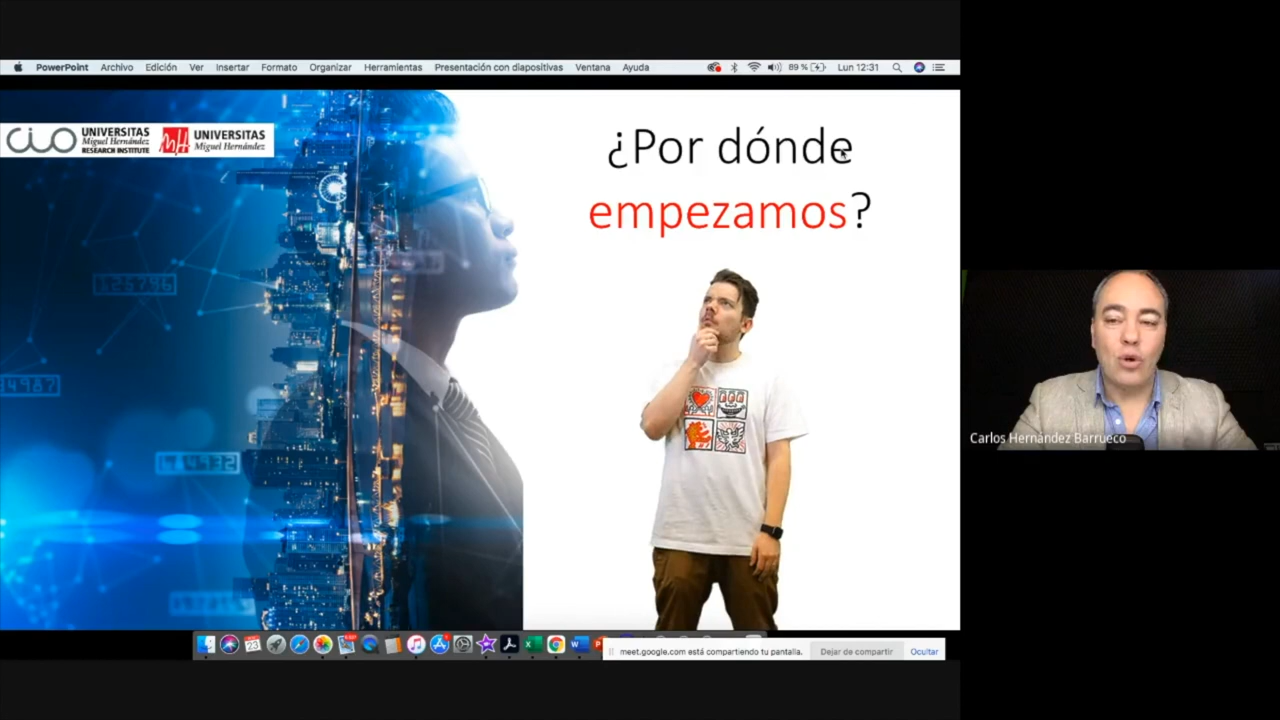 PowerPoint Archivo Edición Ver Insertar Formato Organizar Herramientas Presentación con diapositivas Ventana Ayuda 89 % Lun 12:31
CIO UNIVERSITAS Miguel Hernández RESEARCH INSTITUTE
UNIVERSITAS Miguel Hernández
¿Por dónde
empezamos?
Carlos Hernández Barrueco
23
meet.google.com está compartiendo tu pantalla. Dejar de compartir Ocultar